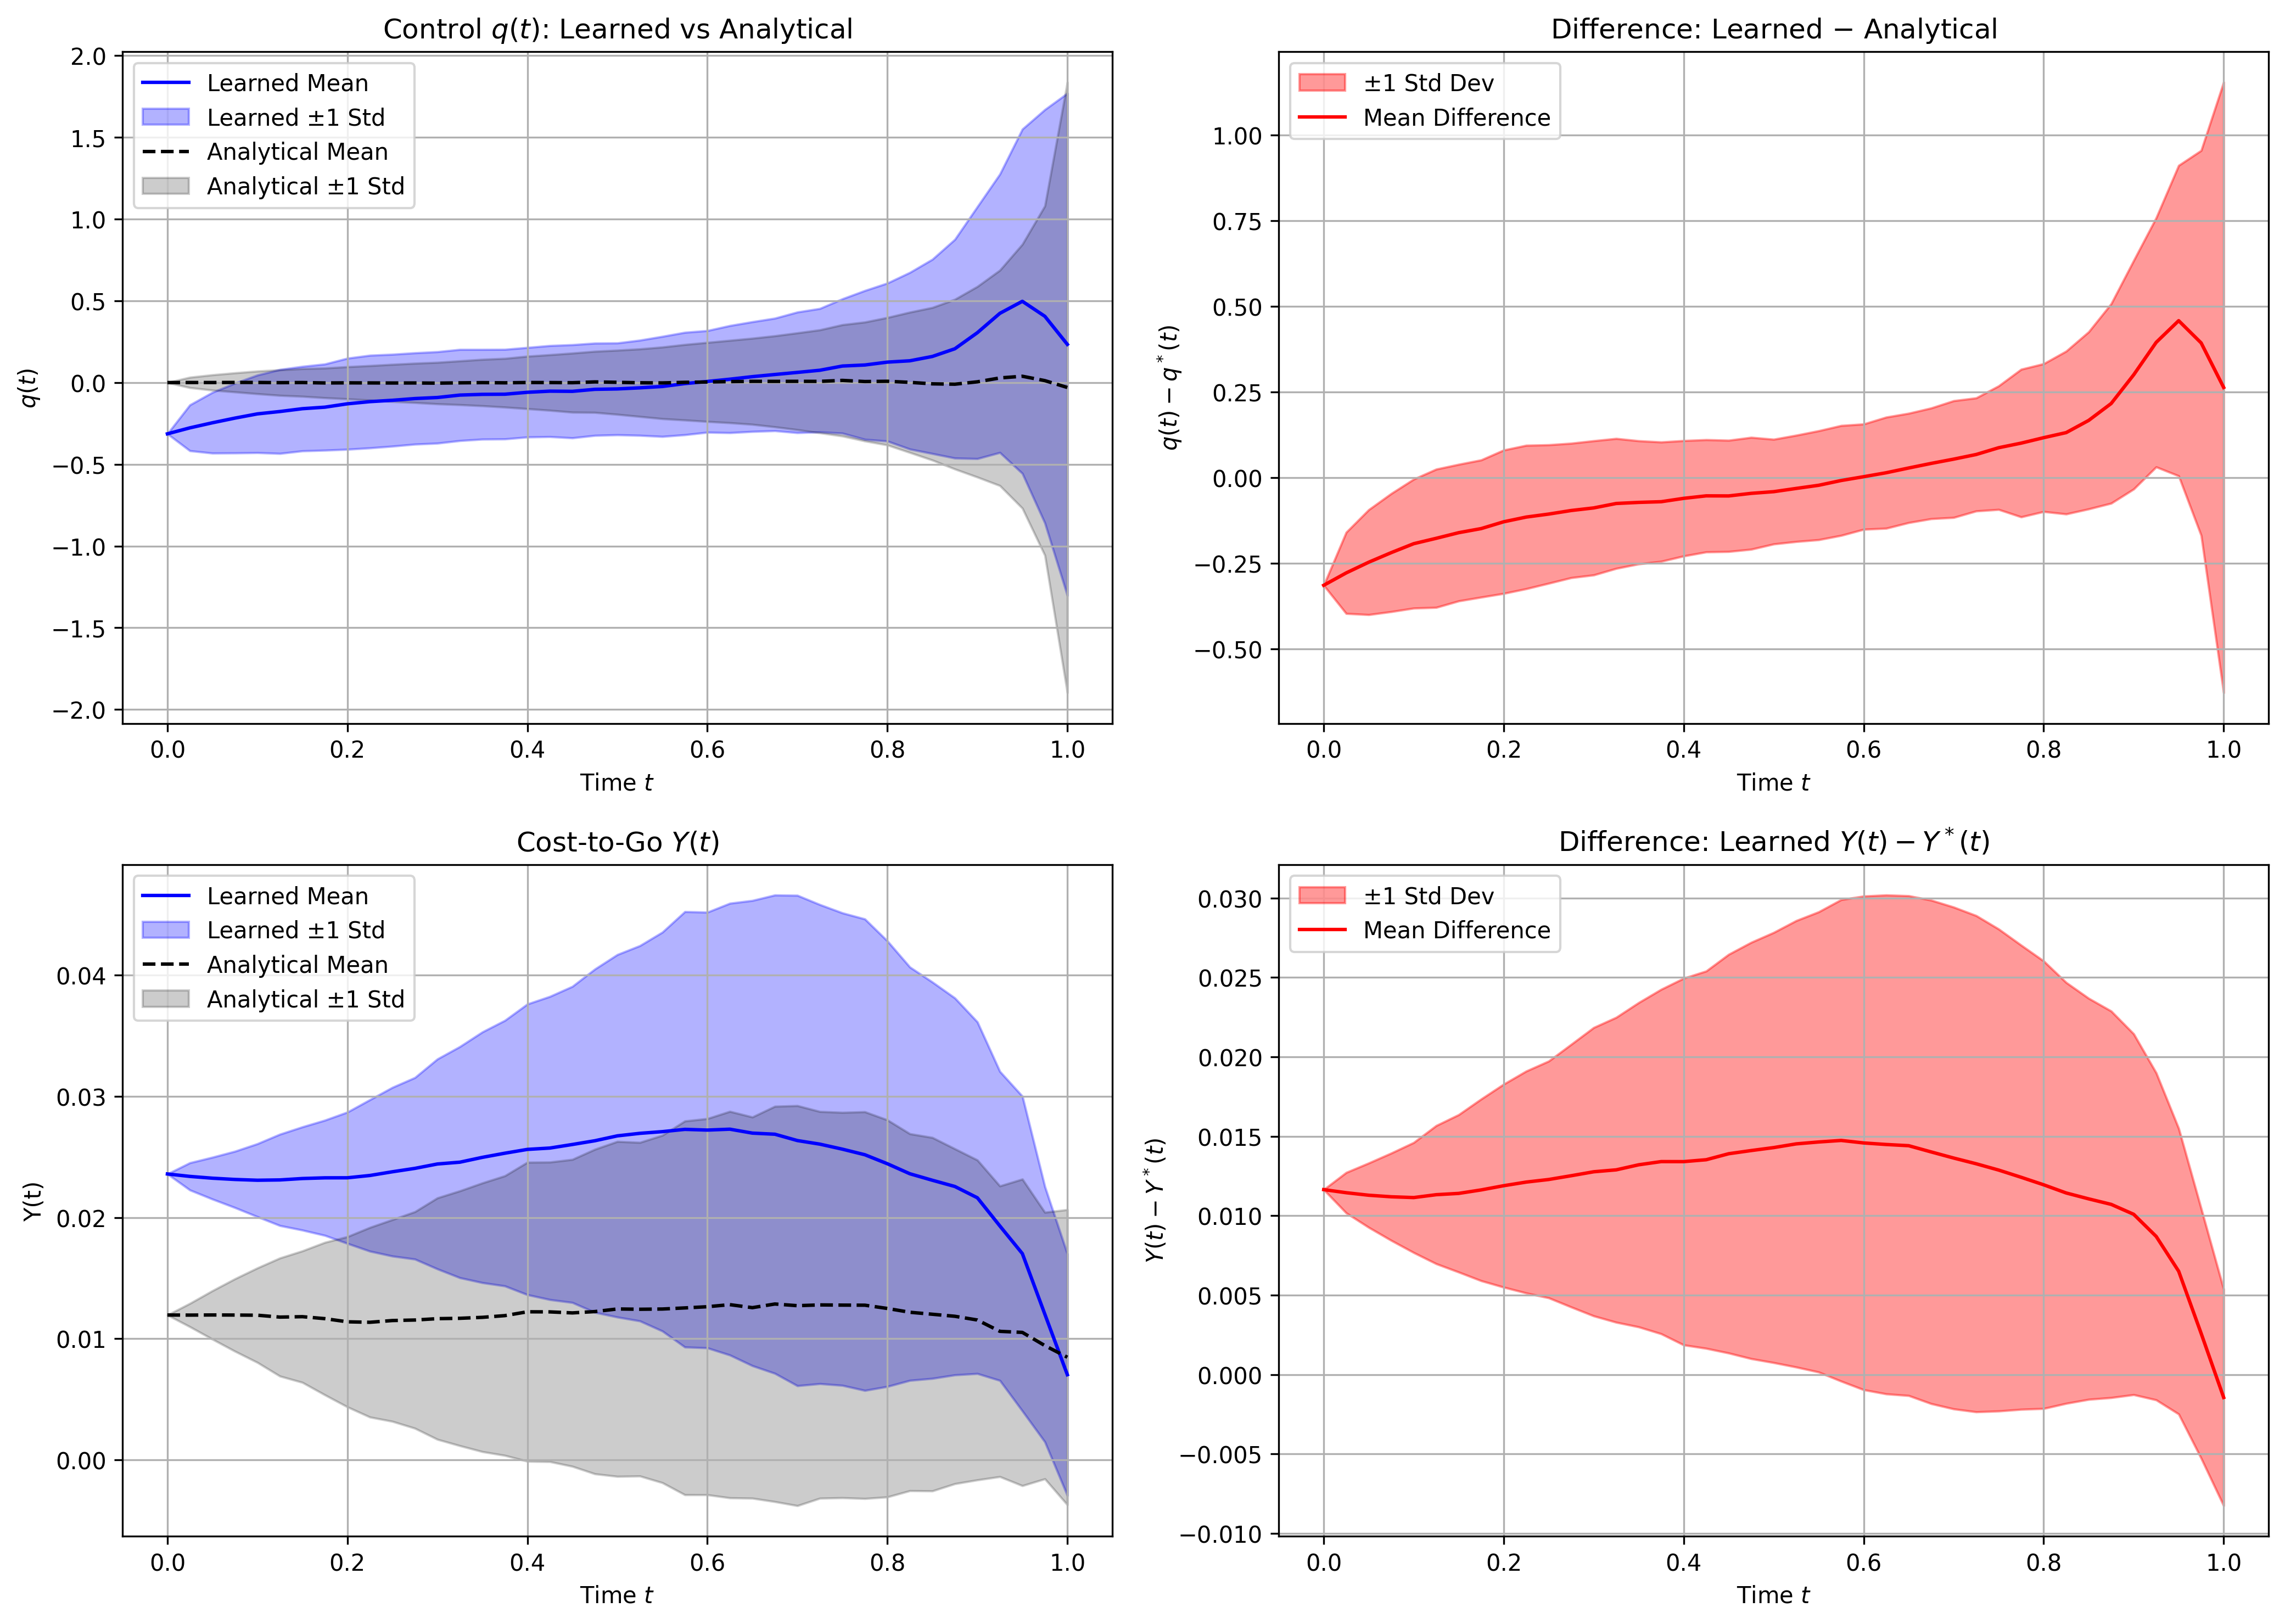 Control q(t): Learned vs Analytical
Learned Mean
Learned ±1 Std
Analytical Mean
Analytical ±1 Std
2.0
1.5
1.0
0.5
0.0
−0.5
−1.0
−1.5
−2.0
q(t)
0.0 0.2 0.4 0.6 0.8 1.0
Time t
Difference: Learned − Analytical
±1 Std Dev
Mean Difference
1.00
0.75
0.50
0.25
0.00
−0.25
−0.50
q(t) − q*(t)
0.0 0.2 0.4 0.6 0.8 1.0
Time t
Cost-to-Go Y(t)
Learned Mean
Learned ±1 Std
Analytical Mean
Analytical ±1 Std
0.04
0.03
0.02
0.01
0.00
Y(t)
0.0 0.2 0.4 0.6 0.8 1.0
Time t
Difference: Learned Y(t) − Y*(t)
±1 Std Dev
Mean Difference
0.030
0.025
0.020
0.015
0.010
0.005
0.000
−0.005
−0.010
Y(t) − Y*(t)
0.0 0.2 0.4 0.6 0.8 1.0
Time t